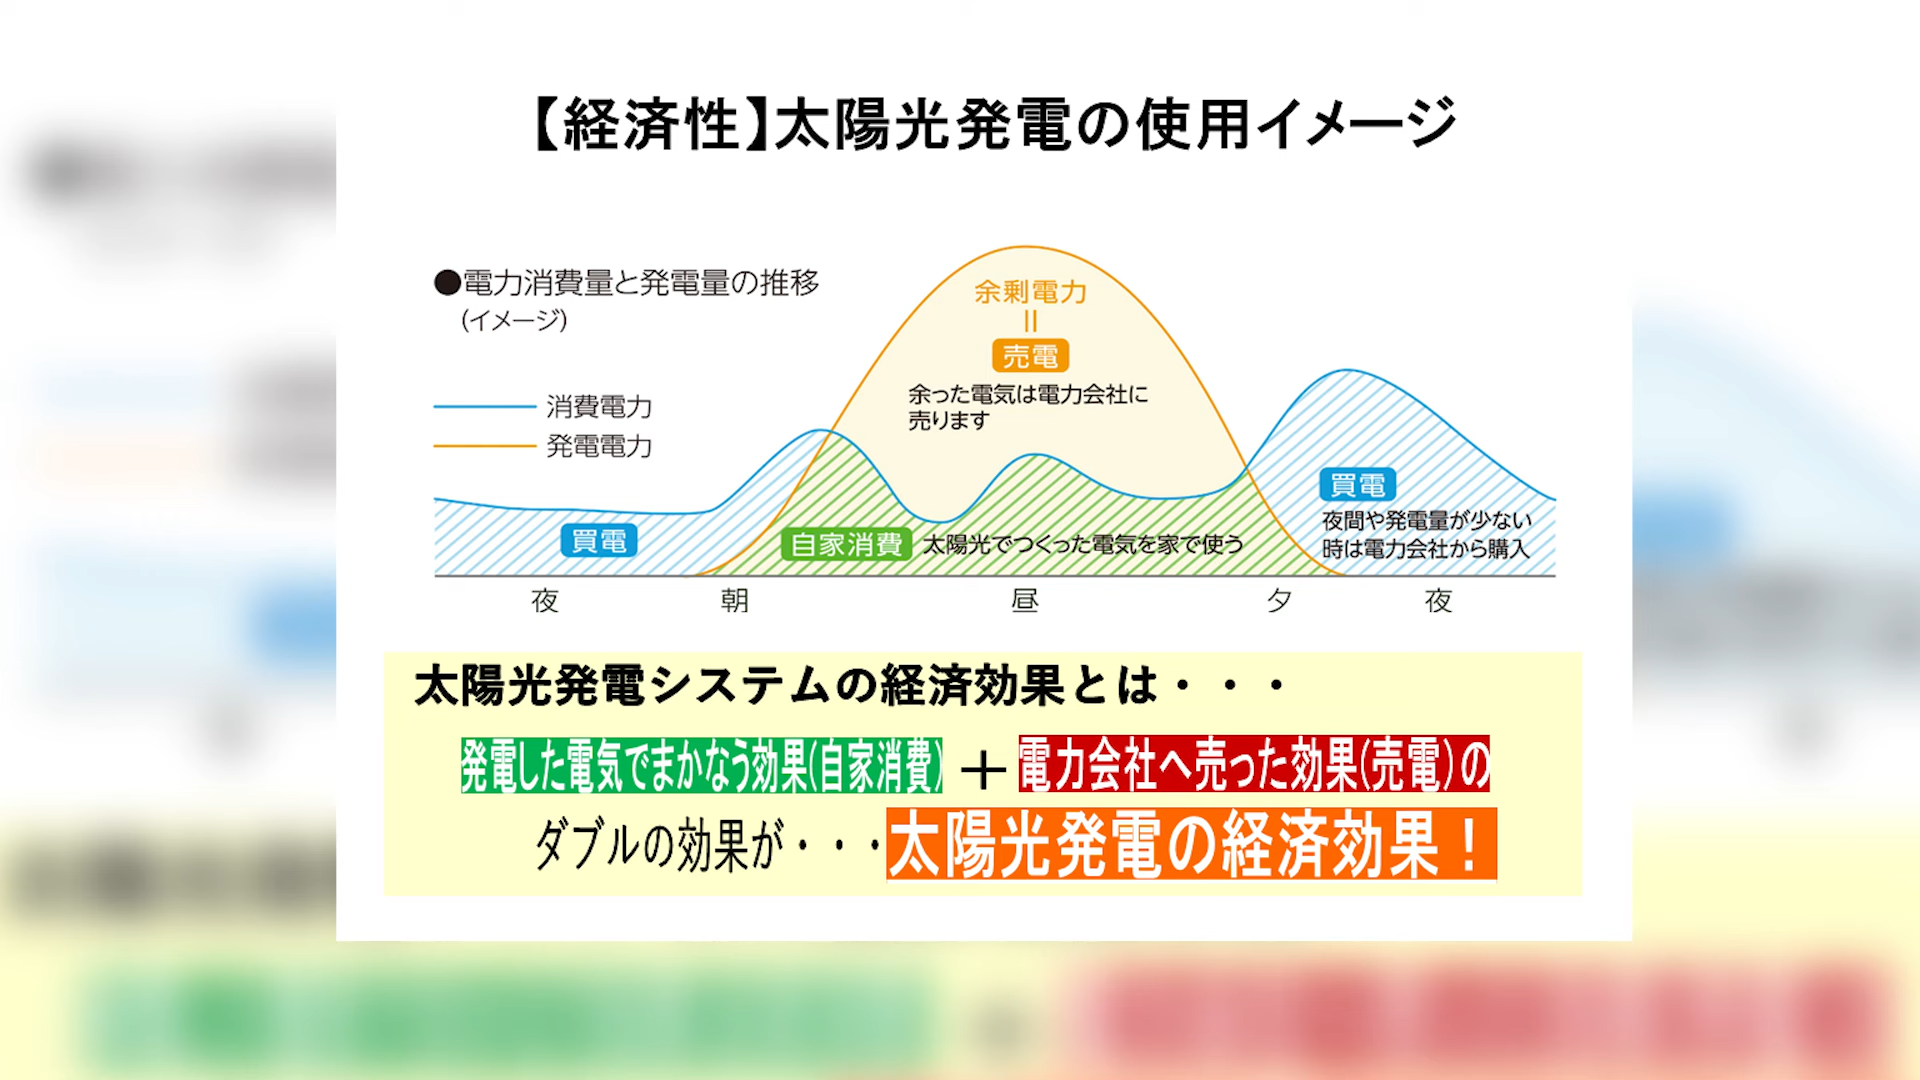 【経済性】太陽光発電の使用イメージ
●電力消費量と発電量の推移
(イメージ)
消費電力
発電電力
余剰電力
=
売電
余った電気は電力会社に
売ります
買電
自家消費 太陽光でつくった電気を家で使う
買電
夜間や発電量が少ない
時は電力会社から購入
夜 朝 昼 夕 夜
太陽光発電システムの経済効果とは・・・
発電した電気でまかなう効果(自家消費)＋電力会社へ売った効果(売電)の
ダブルの効果が・・・太陽光発電の経済効果！